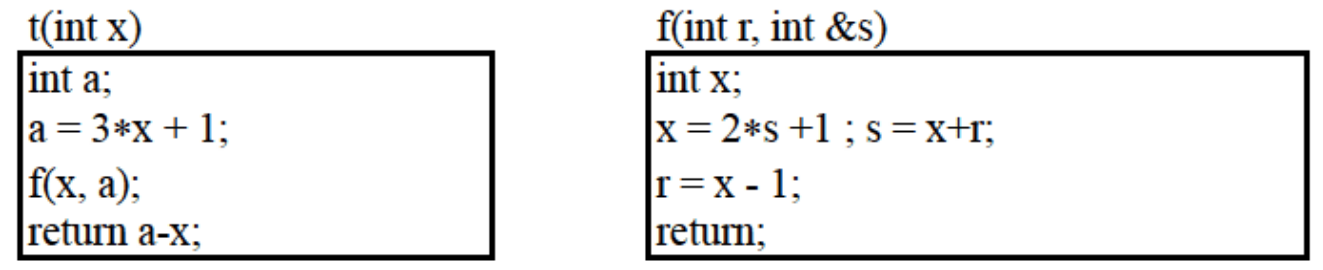 t(int x)
int a;
a = 3*x + 1;
f(x, a);
return a-x;
f(int r, int &s)
int x;
x = 2*s +1 ; s = x+r;
r = x - 1;
return;